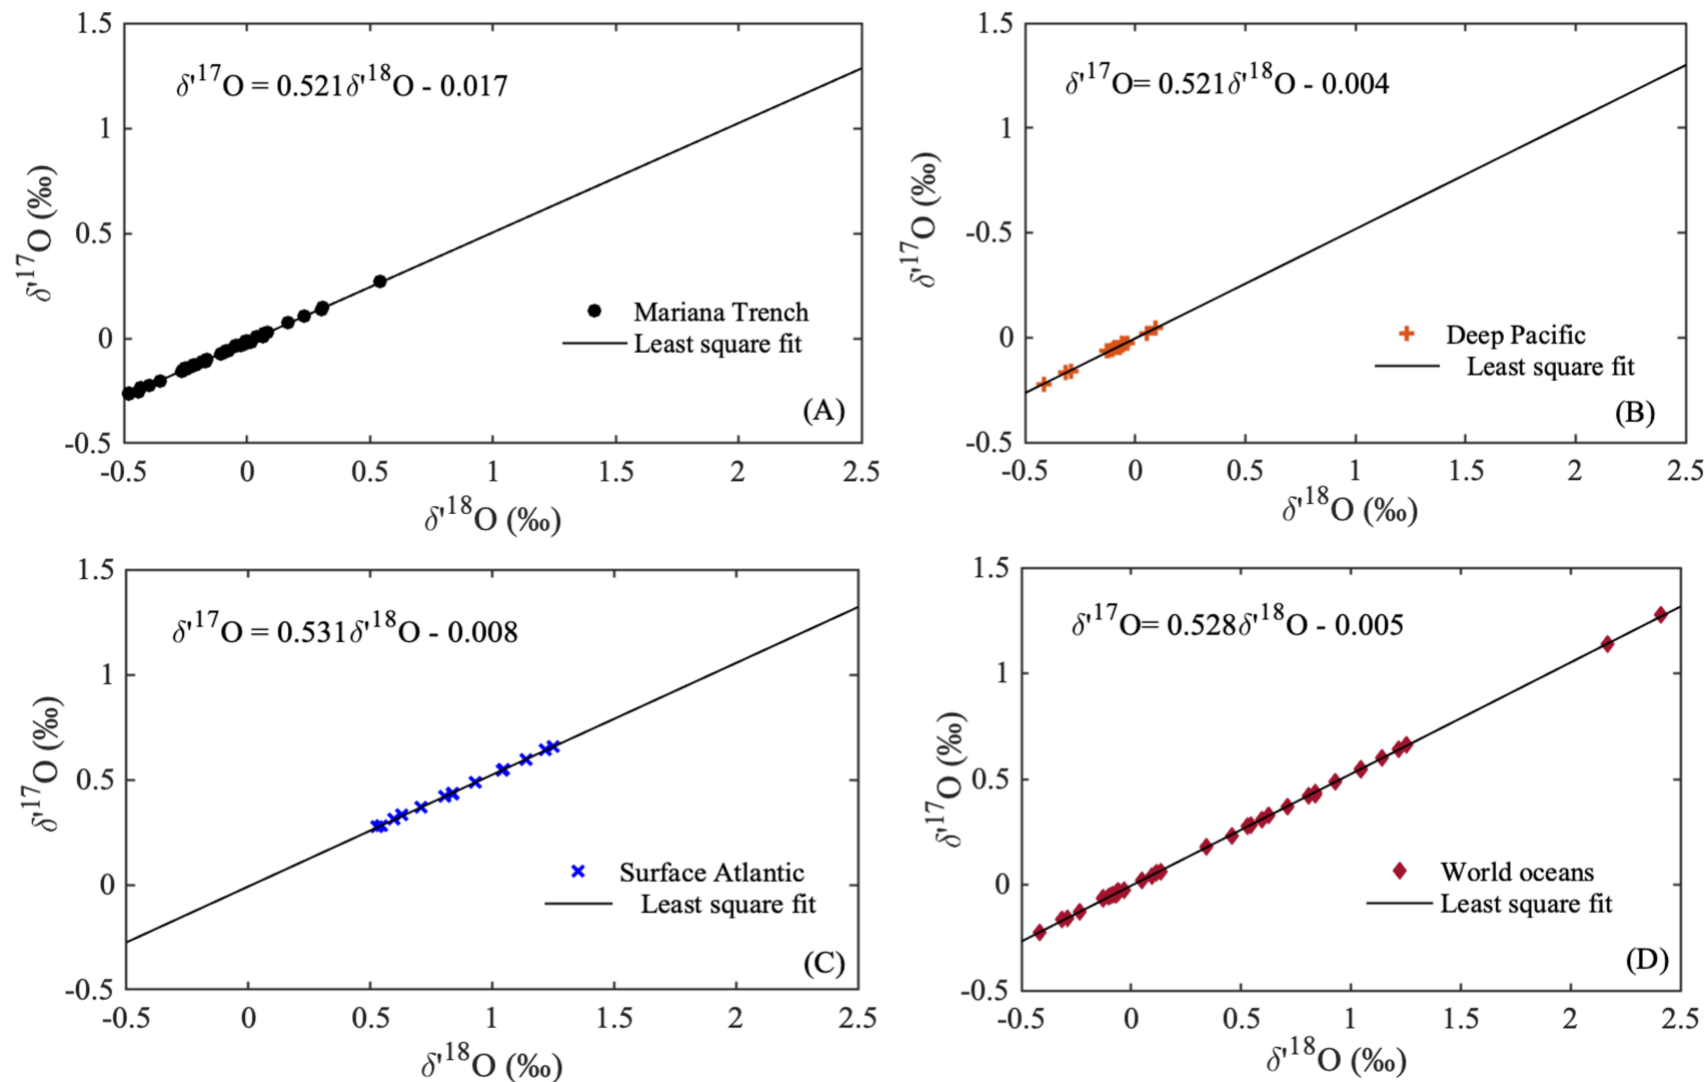 1.5
1
0.5
0
-0.5
-0.5 0 0.5 1 1.5 2 2.5
δ'¹⁷O (‰)
δ'¹⁸O (‰)
δ'¹⁷O = 0.521δ'¹⁸O - 0.017
Mariana Trench
Least square fit
(A)
1.5
1
-0.5
0
-0.5
-0.5 0 0.5 1 1.5 2 2.5
δ'¹⁷O (‰)
δ'¹⁸O (‰)
δ'¹⁷O= 0.521δ'¹⁸O - 0.004
Deep Pacific
Least square fit
(B)
1.5
1
0.5
0
-0.5
-0.5 0 0.5 1 1.5 2 2.5
δ'¹⁷O (‰)
δ'¹⁸O (‰)
δ'¹⁷O = 0.531δ'¹⁸O - 0.008
Surface Atlantic
Least square fit
(C)
1.5
1
0.5
0
-0.5
-0.5 0 0.5 1 1.5 2 2.5
δ'¹⁷O (‰)
δ'¹⁸O (‰)
δ'¹⁷O= 0.528δ'¹⁸O - 0.005
World oceans
Least square fit
(D)